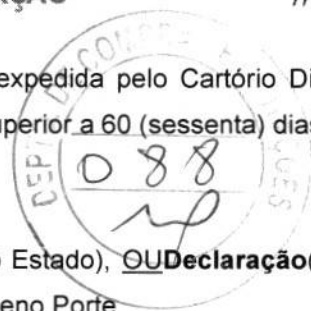 expedida pelo Cartório Di
uperior a 60 (sessenta) dias
088
Estado), OUDeclaração(
eno Porte